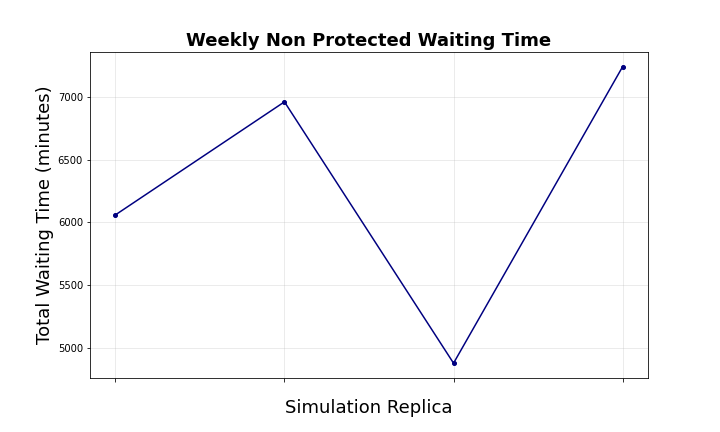 Weekly Non Protected Waiting Time
Total Waiting Time (minutes)
7000
6500
6000
5500
5000
Simulation Replica